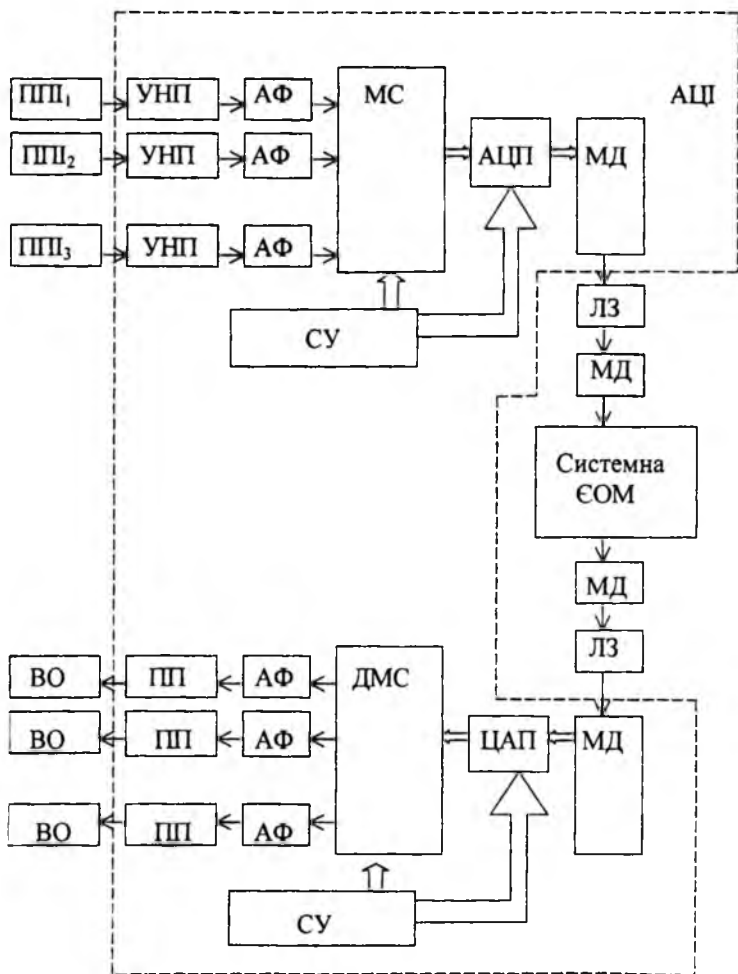 ППІ₁ УНП АФ МС АЦІ
ППІ₂ УНП АФ АЦП МД
ППІ₃ УНП АФ
ЛЗ
СУ
МД
Системна
ЄОМ
МД
ЛЗ
ВО ПП АФ ДМС
ВО ПП АФ ЦАП МД
ВО ПП АФ
СУ